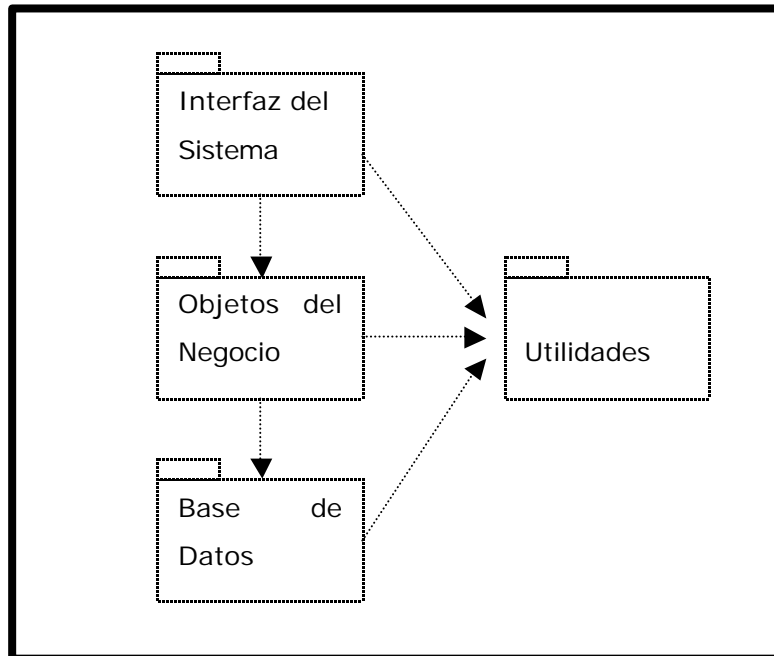 Interfaz del
Sistema
Objetos del
Negocio
Utilidades
Base de
Datos